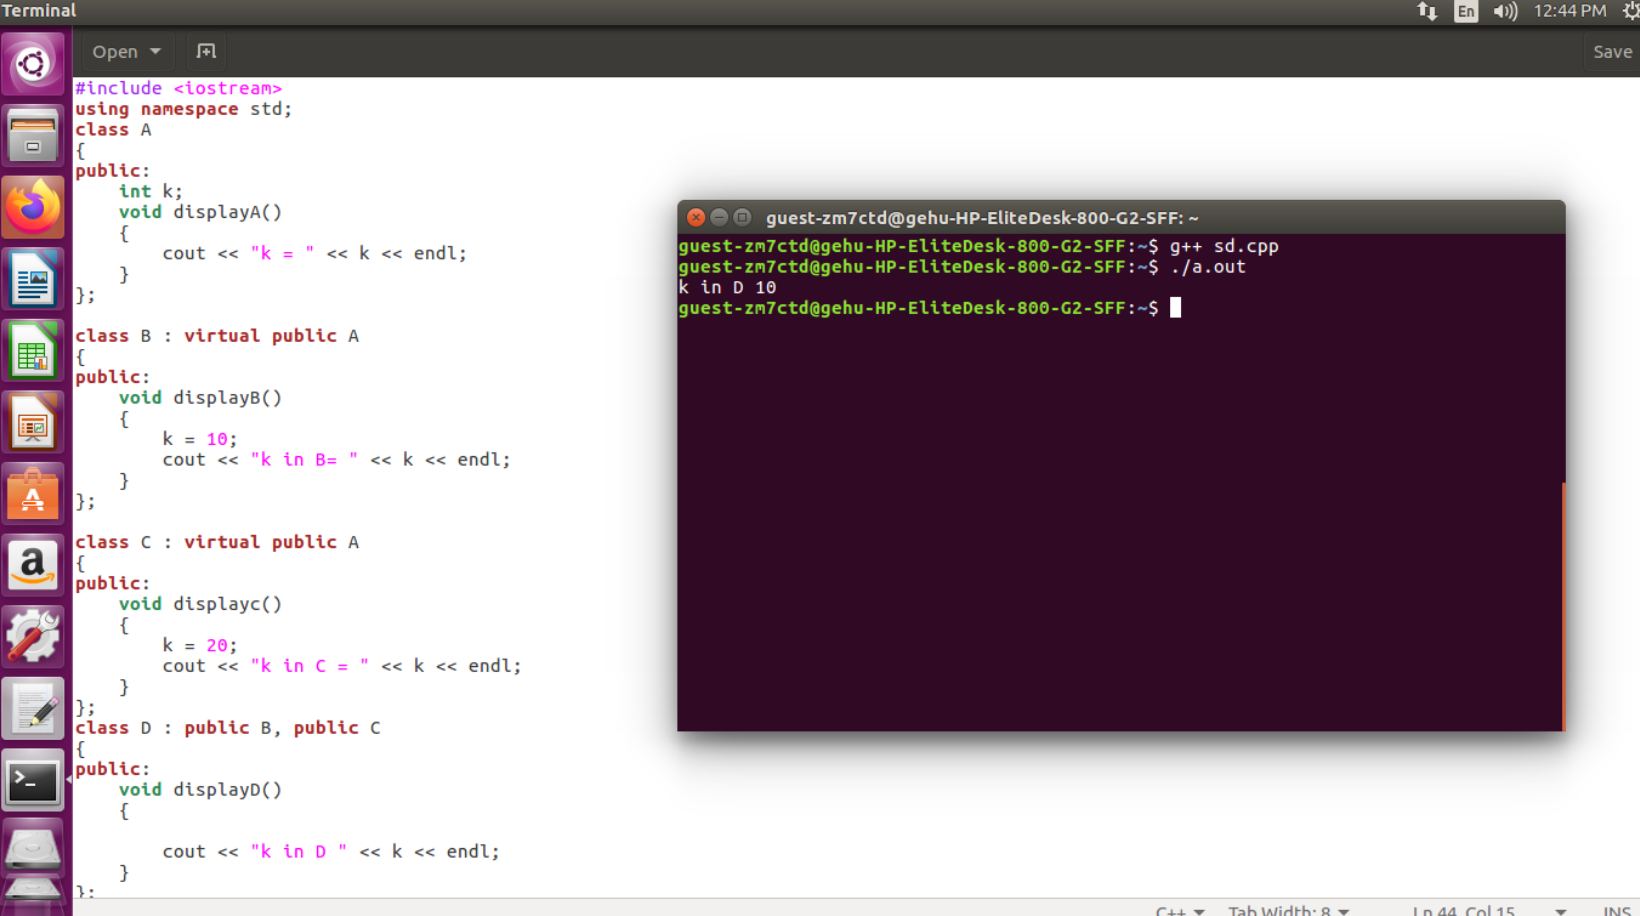 Terminal
En 12:44 PM
Open Save
#include <iostream>
using namespace std;
class A
{
public:
    int k;
    void displayA()
    {
        cout << "k = " << k << endl;
    }
};
class B : virtual public A
{
public:
    void displayB()
    {
        k = 10;
        cout << "k in B= " << k << endl;
    }
};
class C : virtual public A
{
public:
    void displayc()
    {
        k = 20;
        cout << "k in C = " << k << endl;
    }
};
class D : public B, public C
{
public:
    void displayD()
    {
        cout << "k in D " << k << endl;
    }
};
guest-zm7ctd@gehu-HP-EliteDesk-800-G2-SFF: ~
guest-zm7ctd@gehu-HP-EliteDesk-800-G2-SFF:~$ g++ sd.cpp
guest-zm7ctd@gehu-HP-EliteDesk-800-G2-SFF:~$ ./a.out
k in D 10
guest-zm7ctd@gehu-HP-EliteDesk-800-G2-SFF:~$
C++ Tab Width: 8 Ln 44, Col 15 INS